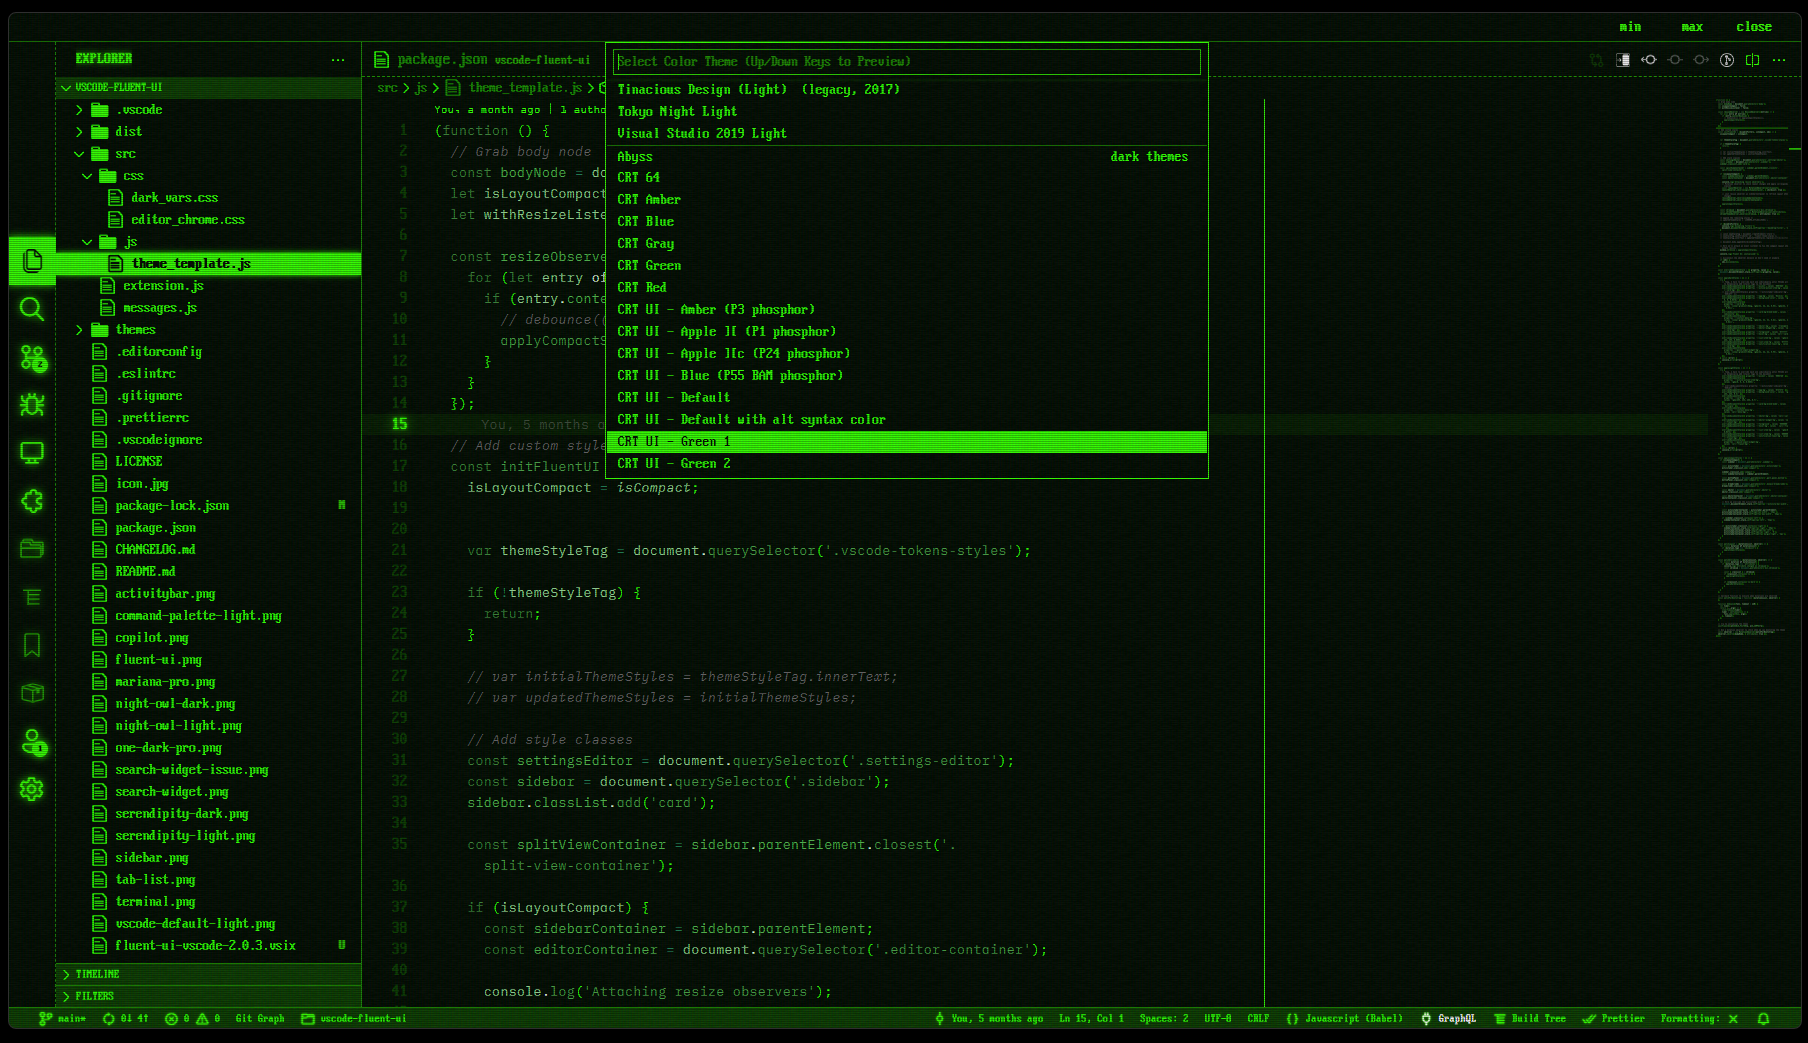 min max close
EXPLORER
VSCODE-FLUENT-UI
.vscode
dist
src
css
dark_vars.css
editor_chrome.css
js
theme_template.js
extension.js
messages.js
themes
.editorconfig
.eslintrc
.gitignore
.prettierrc
.vscodeignore
LICENSE
icon.jpg
package-lock.json M
package.json
CHANGELOG.md
README.md
activitybar.png
command-palette-light.png
copilot.png
fluent-ui.png
mariana-pro.png
night-owl-dark.png
night-owl-light.png
one-dark-pro.png
search-widget-issue.png
search-widget.png
serendipity-dark.png
serendipity-light.png
sidebar.png
tab-list.png
terminal.png
vscode-default-light.png
fluent-ui-vscode-2.0.3.vsix U
TIMELINE
FILTERS
package.json vscode-fluent-ui
src > js > theme_template.js >
Select Color Theme (Up/Down Keys to Preview)
Tinacious Design (Light) (legacy, 2017)
Tokyo Night Light
Visual Studio 2019 Light
Abyss dark themes
CRT 64
CRT Amber
CRT Blue
CRT Gray
CRT Green
CRT Red
CRT UI - Amber (P3 phosphor)
CRT UI - Apple ][ (P1 phosphor)
CRT UI - Apple ][c (P24 phosphor)
CRT UI - Blue (P55 BAM phosphor)
CRT UI - Default
CRT UI - Default with alt syntax color
CRT UI - Green 1
CRT UI - Green 2
You, a month ago | 1 autho
1 (function () {
2 // Grab body node
3 const bodyNode = do
4 let isLayoutCompact
5 let withResizeListe
6
7 const resizeObserve
8 for (let entry of
9 if (entry.conte
10 // debounce((
11 applyCompactS
12 }
13 }
14 });
15 You, 5 months a
16 // Add custom style
17 const initFluentUI
18 isLayoutCompact = isCompact;
19
20
21 var themeStyleTag = document.querySelector('.vscode-tokens-styles');
22
23 if (!themeStyleTag) {
24 return;
25 }
26
27 // var initialThemeStyles = themeStyleTag.innerText;
28 // var updatedThemeStyles = initialThemeStyles;
29
30 // Add style classes
31 const settingsEditor = document.querySelector('.settings-editor');
32 const sidebar = document.querySelector('.sidebar');
33 sidebar.classList.add('card');
34
35 const splitViewContainer = sidebar.parentElement.closest('.
split-view-container');
36
37 if (isLayoutCompact) {
38 const sidebarContainer = sidebar.parentElement;
39 const editorContainer = document.querySelector('.editor-container');
40
41 console.log('Attaching resize observers');
main* 0↓ 4↑ 0 0 Git Graph vscode-fluent-ui You, 5 months ago Ln 15, Col 1 Spaces: 2 UTF-8 CRLF {} Javascript (Babel) GraphQL Build Tree Prettier Formatting: ×